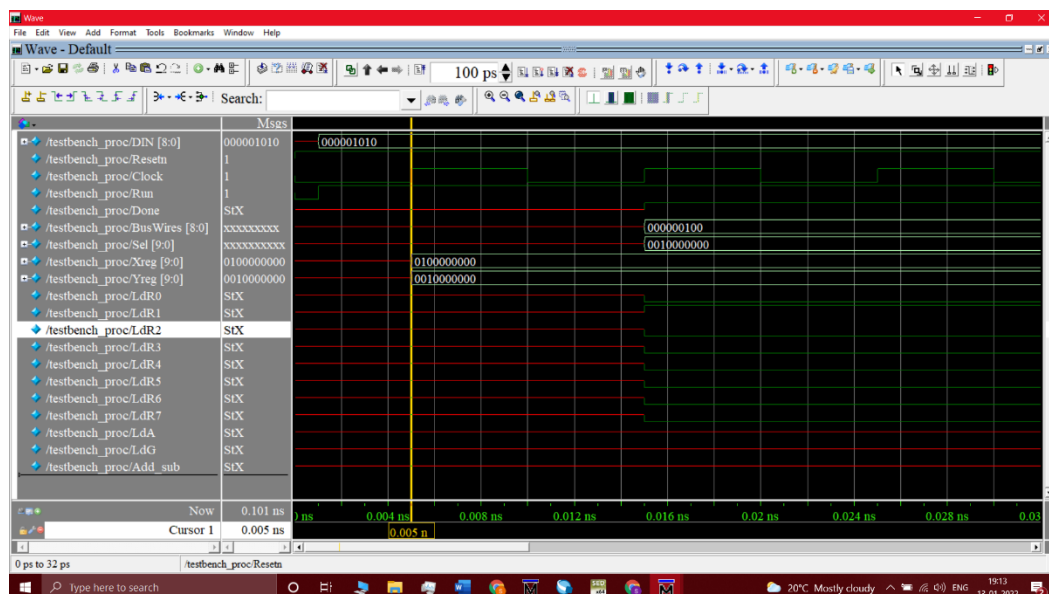 Wave
File Edit View Add Format Tools Bookmarks Window Help
Wave - Default
100 ps
Search:
Msgs
/testbench_proc/DIN [8:0] 000001010 000001010
/testbench_proc/Resetn 1
/testbench_proc/Clock 1
/testbench_proc/Run 1
/testbench_proc/Done StX
/testbench_proc/BusWires [8:0] xxxxxxxxx 000000100
/testbench_proc/Sel [9:0] xxxxxxxxxx 0010000000
/testbench_proc/Xreg [9:0] 0100000000 0100000000
/testbench_proc/Yreg [9:0] 0010000000 0010000000
/testbench_proc/LdR0 StX
/testbench_proc/LdR1 StX
/testbench_proc/LdR2 StX
/testbench_proc/LdR3 StX
/testbench_proc/LdR4 StX
/testbench_proc/LdR5 StX
/testbench_proc/LdR6 StX
/testbench_proc/LdR7 StX
/testbench_proc/LdA StX
/testbench_proc/LdG StX
/testbench_proc/Add_sub StX
Now 0.101 ns ns 0.004 ns 0.008 ns 0.012 ns 0.016 ns 0.02 ns 0.024 ns 0.028 ns 0.03
Cursor 1 0.005 ns 0.005 n
0 ps to 32 ps /testbench_proc/Resetn
Type here to search 20°C Mostly cloudy ENG 19:13
13-01-2022